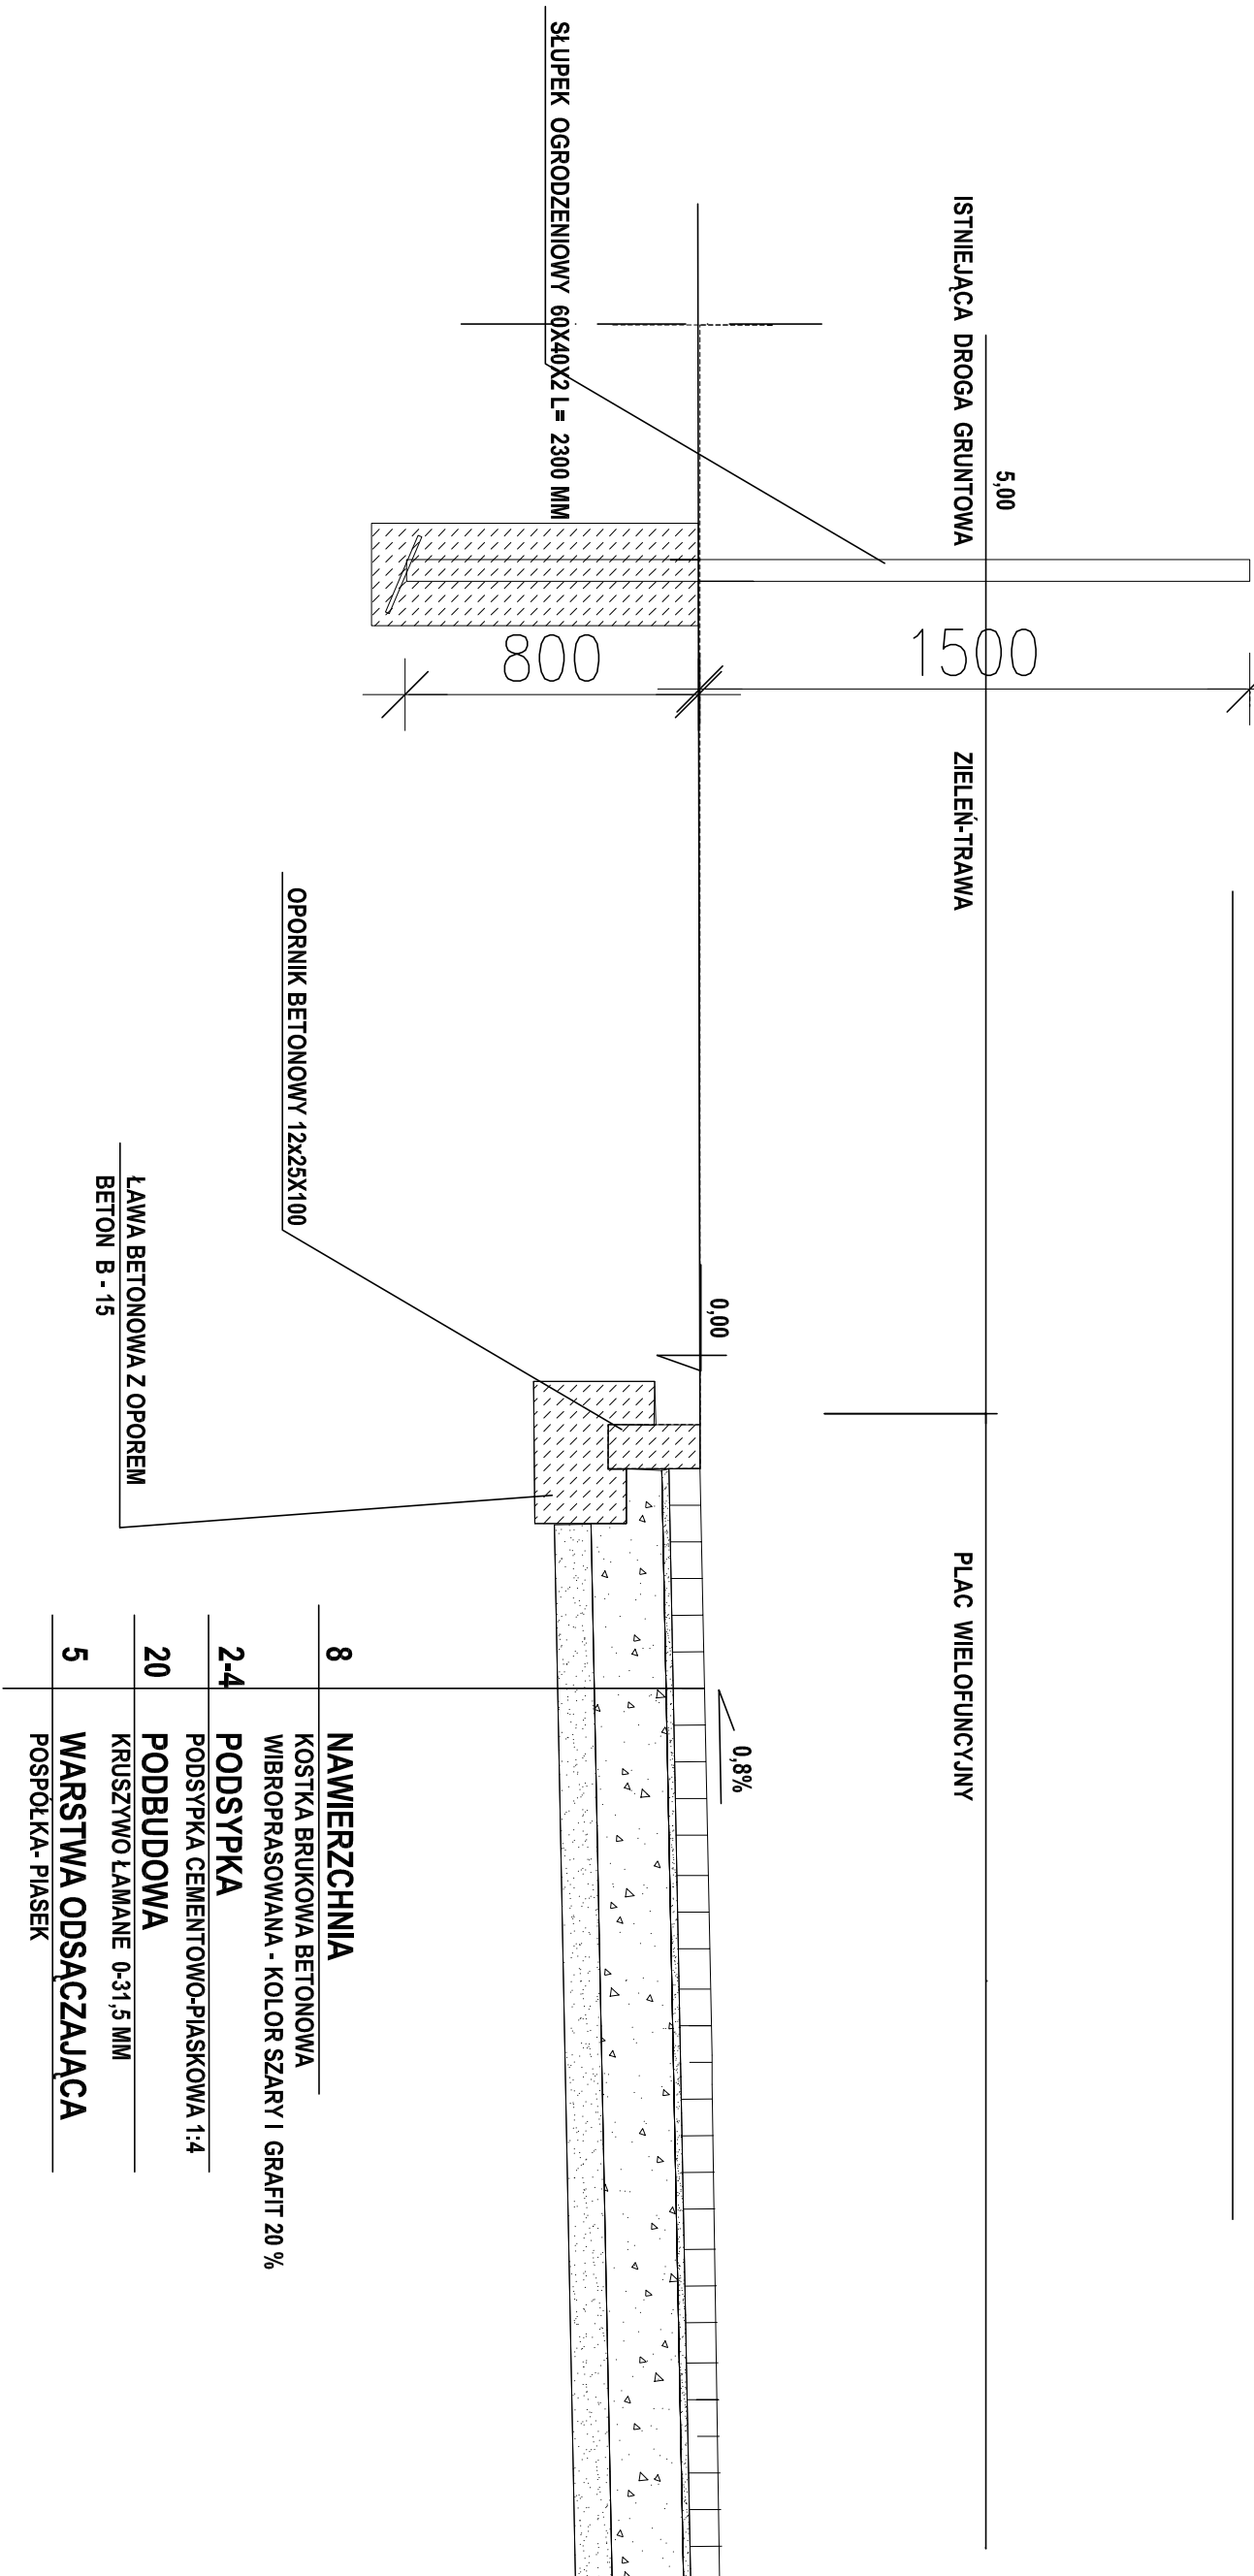 5,00
ISTNIEJĄCA DROGA GRUNTOWA
ZIELEŃ-TRAWA
PLAC WIELOFUNCYJNY
1500
800
SŁUPEK OGRODZENIOWY 60X40X2 L= 2300 MM
0,00
0,8%
OPORNIK BETONOWY 12x25X100
ŁAWA BETONOWA Z OPOREM
BETON B - 15
8 NAWIERZCHNIA
KOSTKA BRUKOWA BETONOWA
WIBROPRASOWANA - KOLOR SZARY I GRAFIT 20 %
2-4 PODSYPKA
PODSYPKA CEMENTOWO-PIASKOWA 1:4
20 PODBUDOWA
KRUSZYWO ŁAMANE 0-31,5 MM
5 WARSTWA ODSĄCZAJĄCA
POSPÓŁKA- PIASEK